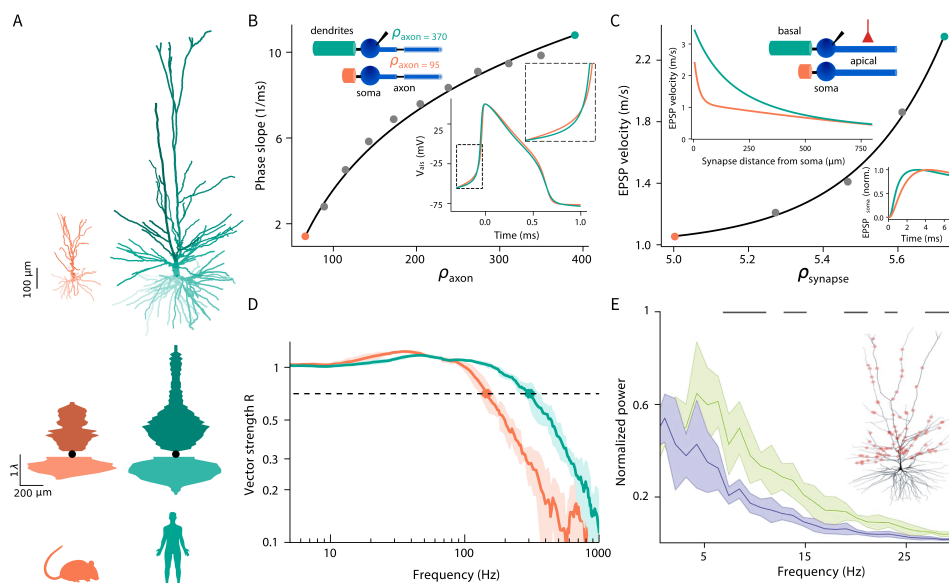 A
100 μm
1λ
200 μm
B
dendrites
ρaxon = 370
ρaxon = 95
soma
axon
Phase slope (1/ms)
10
6
2
100
200
300
400
ρaxon
Vais (mV)
25
-25
-75
0.0
0.5
1.0
Time (ms)
C
basal
apical
soma
EPSP velocity (m/s)
2.2
1.8
1.4
1.0
5.0
5.2
5.4
5.6
ρsynapse
EPSP velocity (m/s)
3
2
1
0
250
500
750
Synapse distance from soma (μm)
EPSPsoma (norm.)
1.0
0.5
0.0
0
2
4
6
Time (ms)
D
Vector strength R
1
0.5
0.3
0.2
0.1
10
100
1000
Frequency (Hz)
E
Normalized power
1
0.6
0.2
5
15
25
Frequency (Hz)